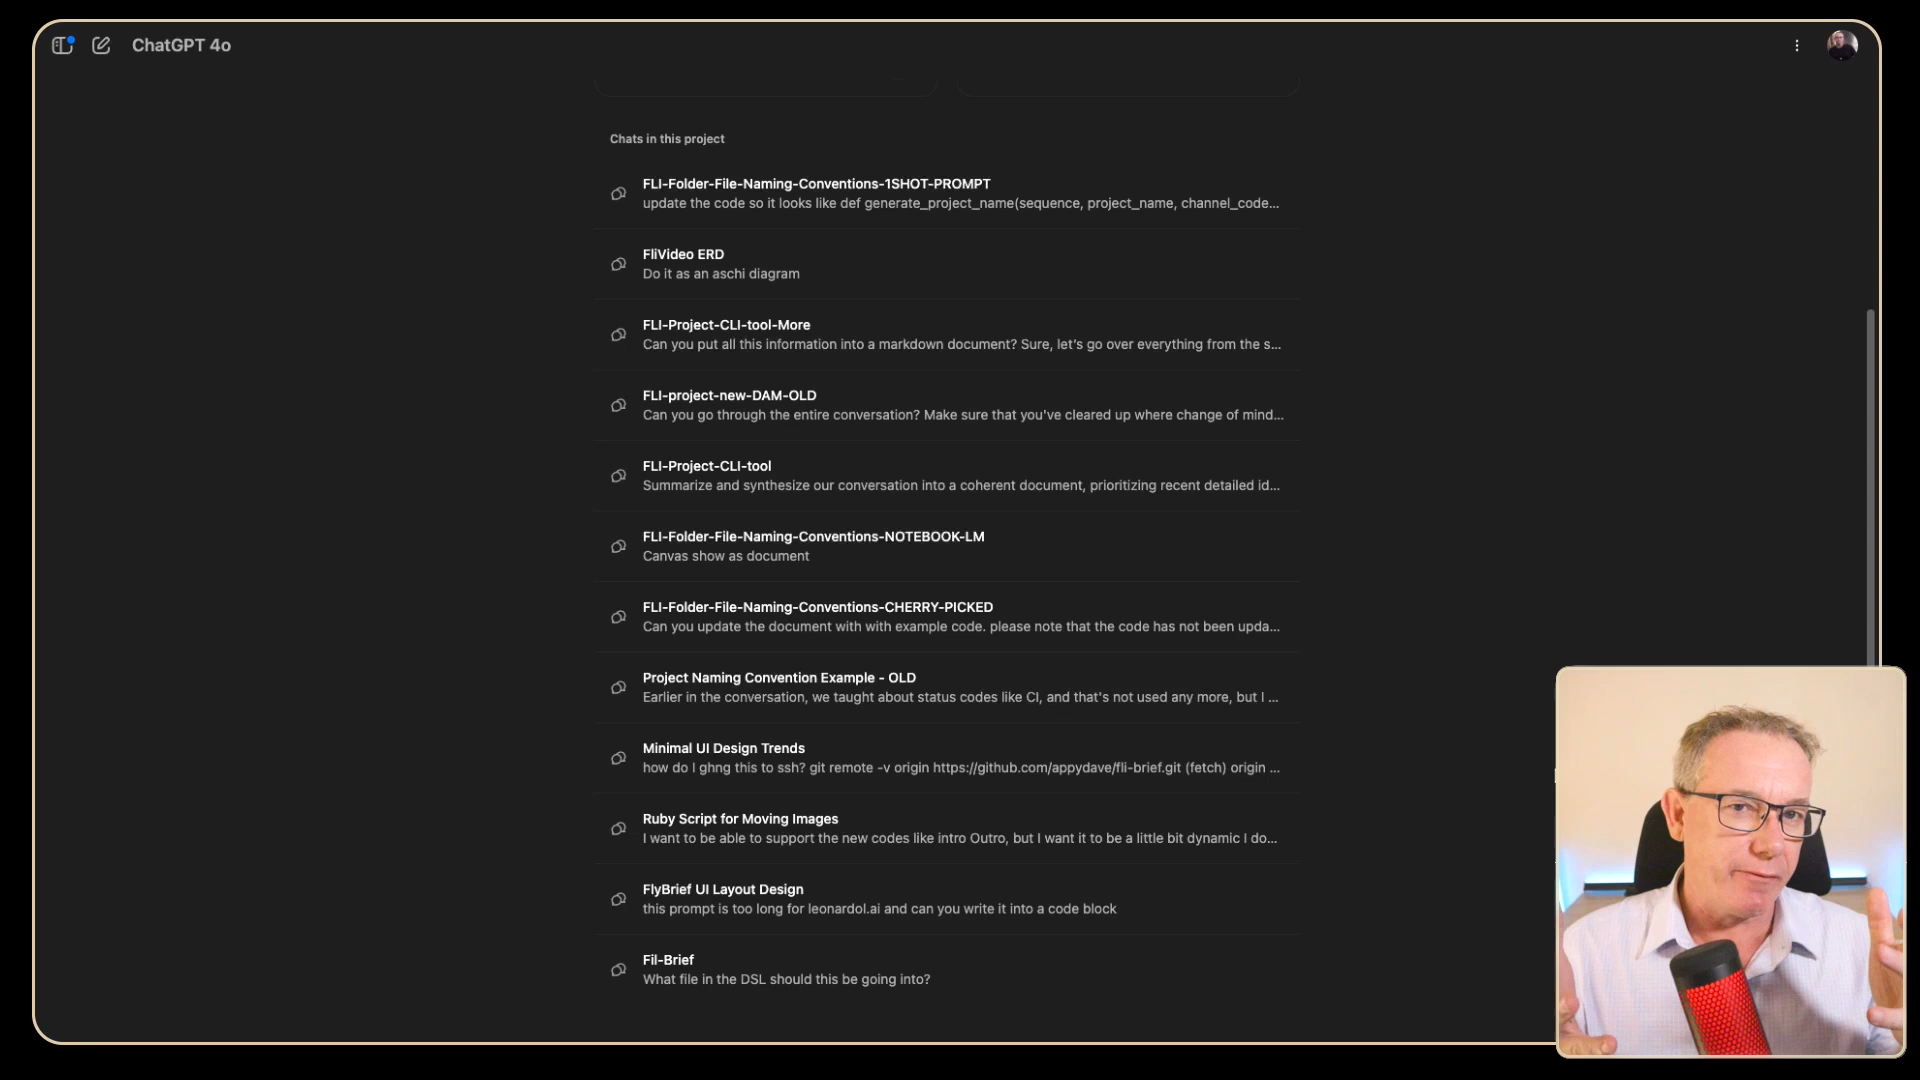 ChatGPT 4o
Chats in this project
FLI-Folder-File-Naming-Conventions-1SHOT-PROMPT
update the code so it looks like def generate_project_name(sequence, project_name, channel_code...
FliVideo ERD
Do it as an aschi diagram
FLI-Project-CLI-tool-More
Can you put all this information into a markdown document? Sure, let's go over everything from the s...
FLI-project-new-DAM-OLD
Can you go through the entire conversation? Make sure that you've cleared up where change of mind...
FLI-Project-CLI-tool
Summarize and synthesize our conversation into a coherent document, prioritizing recent detailed id...
FLI-Folder-File-Naming-Conventions-NOTEBOOK-LM
Canvas show as document
FLI-Folder-File-Naming-Conventions-CHERRY-PICKED
Can you update the document with with example code. please note that the code has not been upda...
Project Naming Convention Example - OLD
Earlier in the conversation, we taught about status codes like CI, and that's not used any more, but I ...
Minimal UI Design Trends
how do I ghng this to ssh? git remote -v origin https://github.com/appydave/fli-brief.git (fetch) origin ...
Ruby Script for Moving Images
I want to be able to support the new codes like intro Outro, but I want it to be a little bit dynamic I do...
FlyBrief UI Layout Design
this prompt is too long for leonardol.ai and can you write it into a code block
Fil-Brief
What file in the DSL should this be going into?